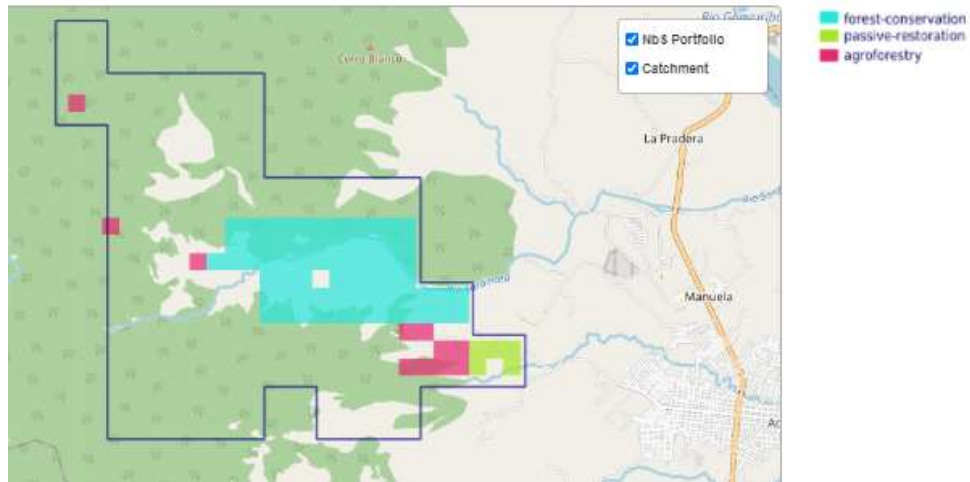 NbS Portfolio
Catchment
forest-conservation
passive-restoration
agroforestry
Cerro Blanco
La Pradera
Manuela